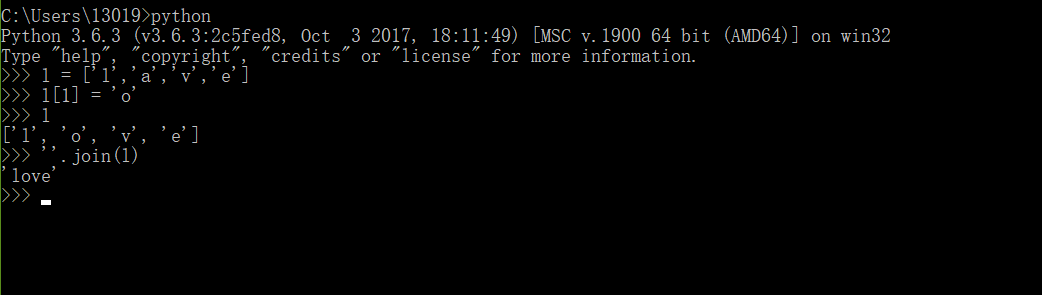 C:\Users\13019>python
Python 3.6.3 (v3.6.3:2c5fed8, Oct  3 2017, 18:11:49) [MSC v.1900 64 bit (AMD64)] on win32
Type "help", "copyright", "credits" or "license" for more information.
>>> l = ['l','a','v','e']
>>> l[1] = 'o'
>>> l
['l', 'o', 'v', 'e']
>>> ''.join(l)
'love'
>>>